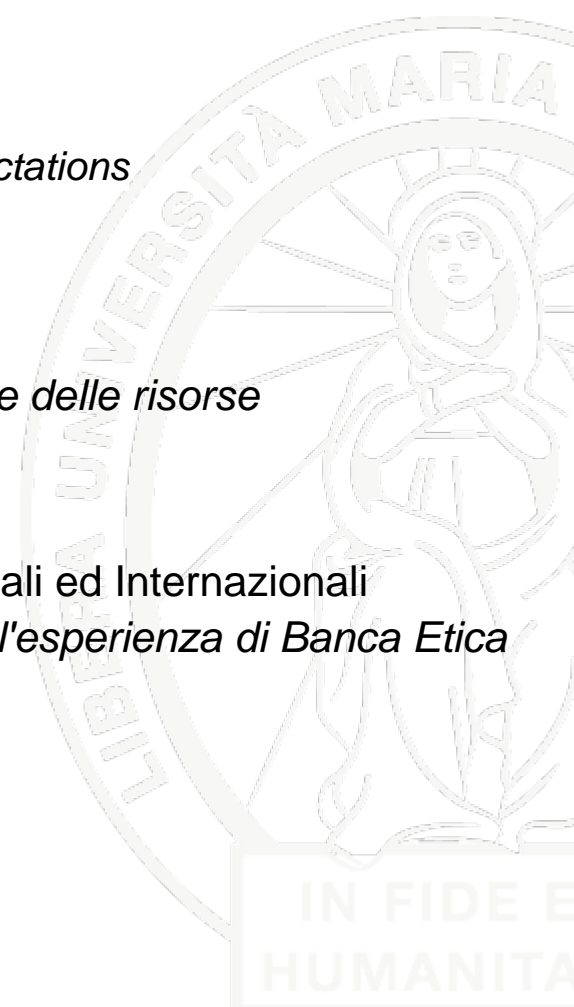 ctations
e delle risorse
ali ed Internazionali
l'esperienza di Banca Etica
LIBERA UNIVERSITÀ MARIA
IN FIDE E
HUMANITA